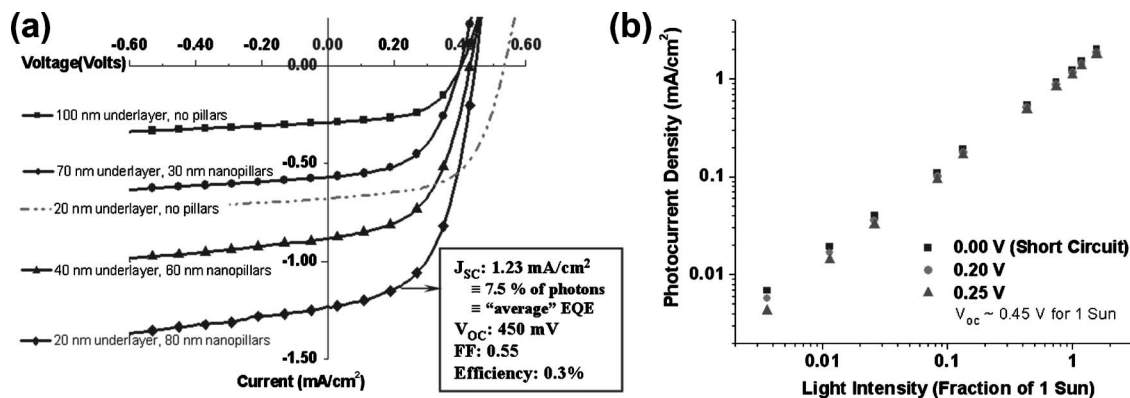 (a)
-0.60 -0.40 -0.20 0.00 0.20 0.40 0.60
Voltage(Volts)
0.00
100 nm underlayer, no pillars
-0.50
70 nm underlayer, 30 nm nanopillars
20 nm underlayer, no pillars
-1.00
40 nm underlayer, 60 nm nanopillars
20 nm underlayer, 80 nm nanopillars
-1.50
Current (mA/cm²)
J_SC: 1.23 mA/cm²
≡ 7.5 % of photons
≡ “average” EQE
V_OC: 450 mV
FF: 0.55
Efficiency: 0.3%
(b)
Photocurrent Density (mA/cm²)
1
0.1
0.01
0.00 V (Short Circuit)
0.20 V
0.25 V
V_oc ~ 0.45 V for 1 Sun
0.01 0.1 1
Light Intensity (Fraction of 1 Sun)